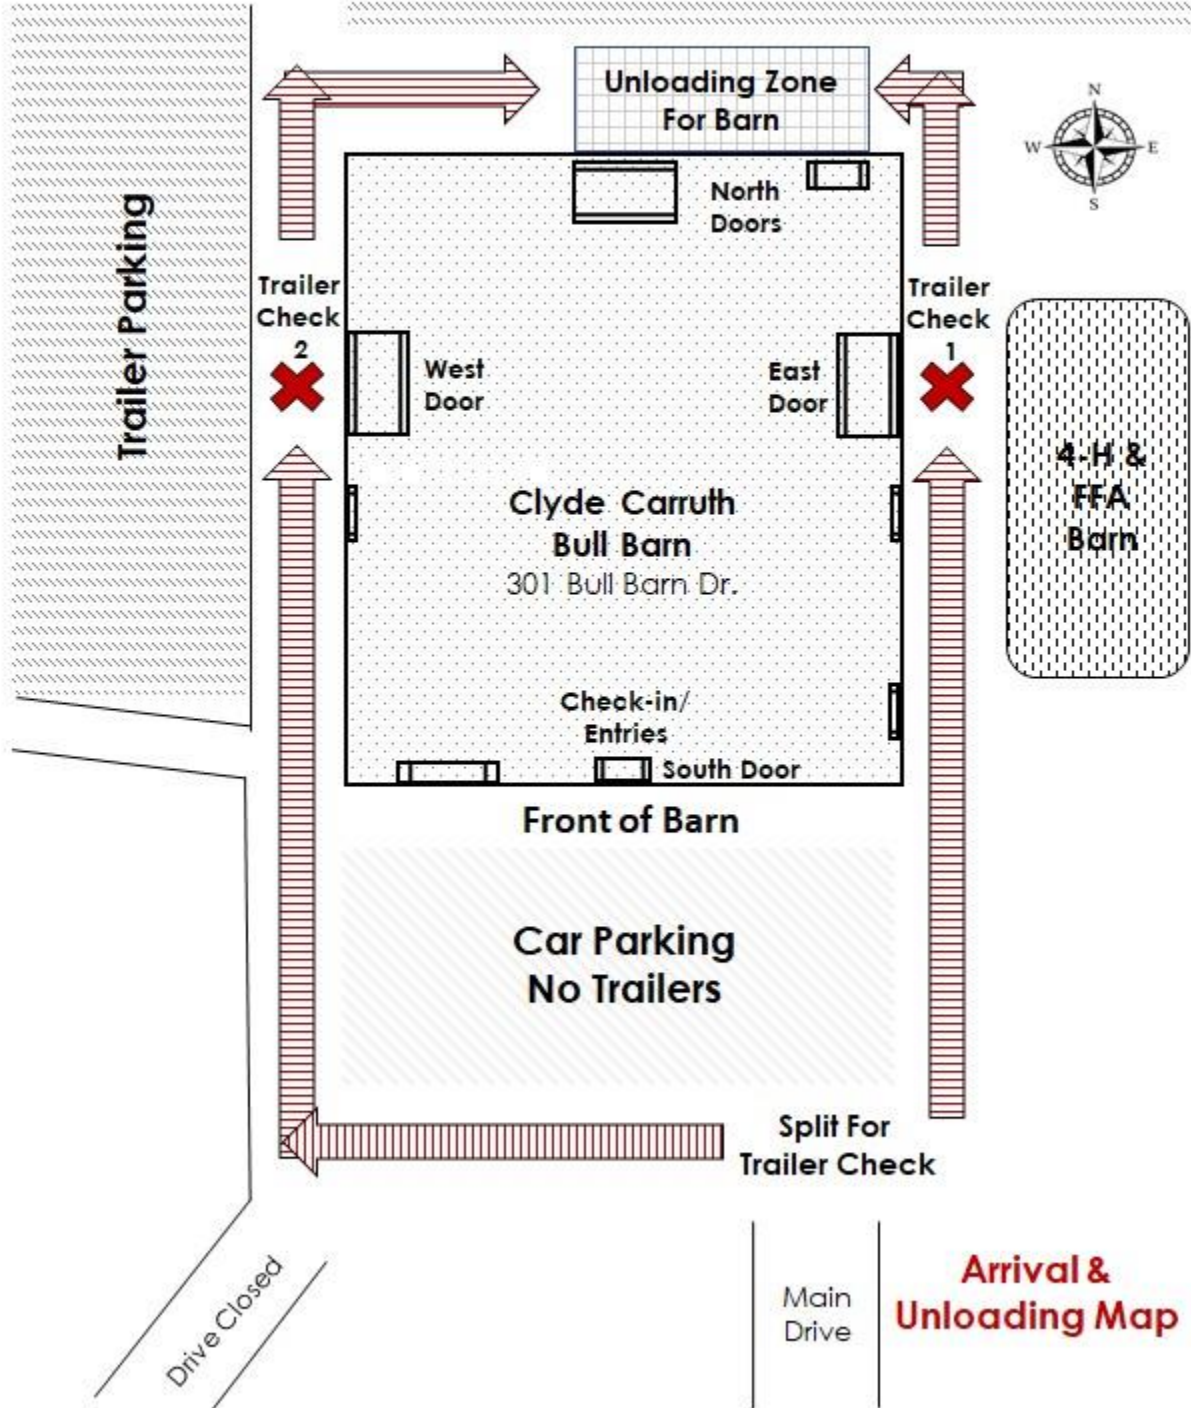 Unloading Zone
For Barn
N
W
E
S
North
Doors
Trailer Parking
Trailer
Check
2
Trailer
Check
1
West
Door
East
Door
4-H &
FFA
Barn
Clyde Carruth
Bull Barn
301 Bull Barn Dr.
Check-in/
Entries
South Door
Front of Barn
Car Parking
No Trailers
Split For
Trailer Check
Drive Closed
Main
Drive
Arrival &
Unloading Map